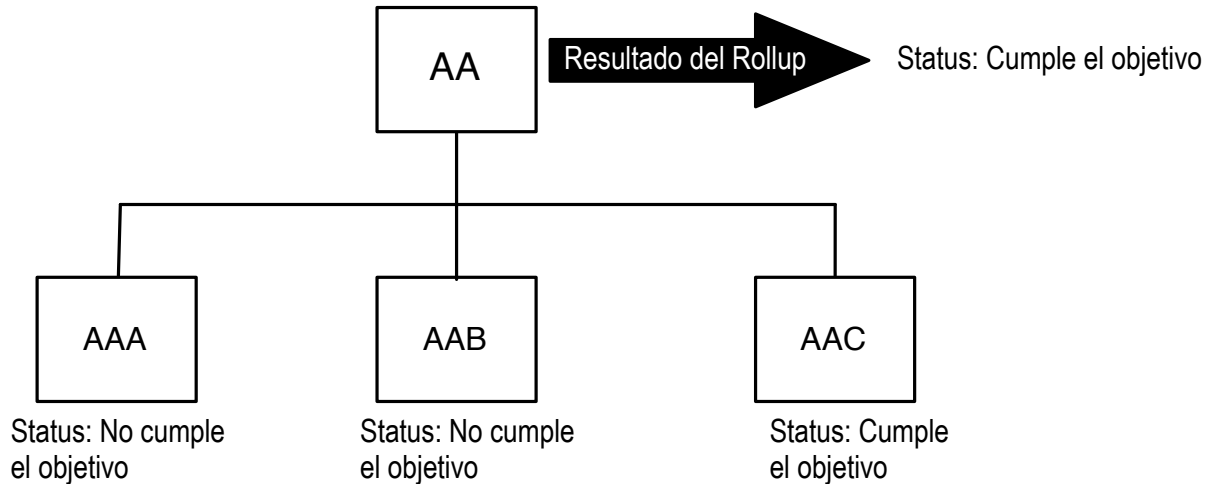 AA
Resultado del Rollup
Status: Cumple el objetivo
AAA
AAB
AAC
Status: No cumple
el objetivo
Status: No cumple
el objetivo
Status: Cumple
el objetivo